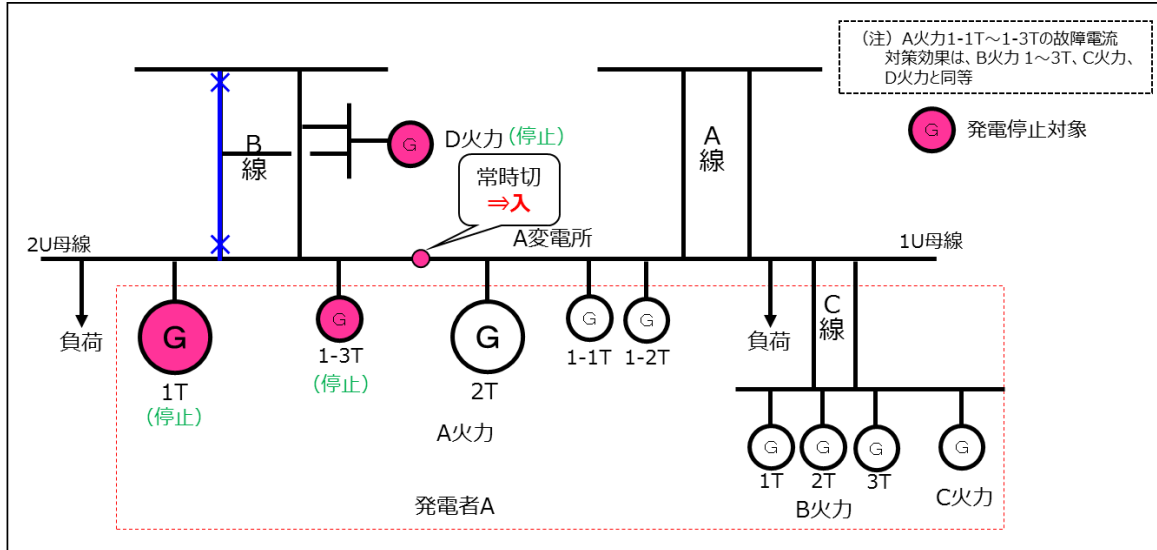 （注）A火力1-1T～1-3Tの故障電流
対策効果は、B火力 1～3T、C火力、
D火力と同等
G 発電停止対象
B
線
G
D火力(停止)
A
線
常時切
⇒入
A変電所
2U母線
1U母線
負荷
G
1T
(停止)
G
1-3T
(停止)
G
2T
G
1-1T
G
1-2T
負荷
C
線
A火力
G
1T
G
2T
G
3T
G
B火力
C火力
発電者A